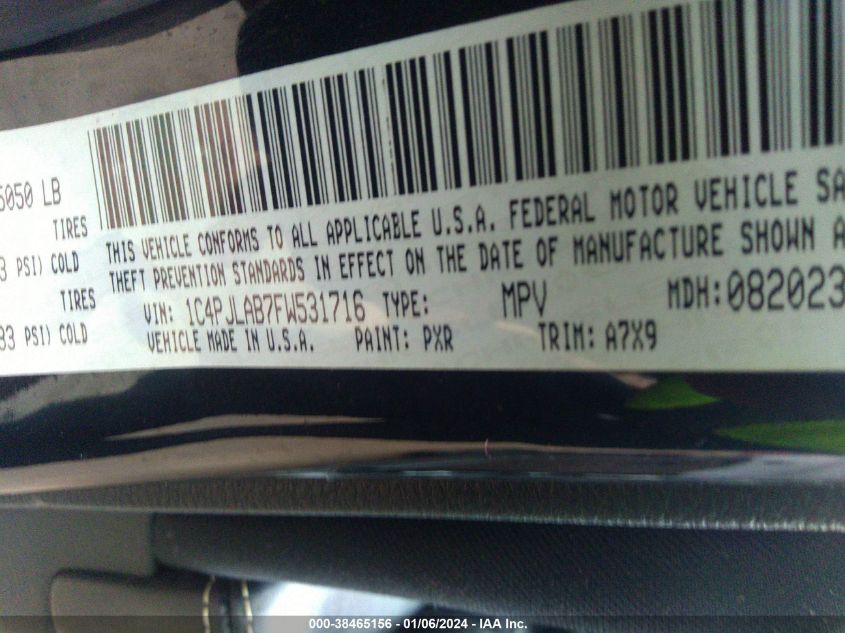 5050 LB
TIRES
3 PSI) COLD
TIRES
33 PSI) COLD
THIS VEHICLE CONFORMS TO ALL APPLICABLE U.S.A. FEDERAL MOTOR VEHICLE SA
THEFT PREVENTION STANDARDS IN EFFECT ON THE DATE OF MANUFACTURE SHOWN A
VIN: 1C4PJLAB7FW531716 TYPE: MPV MDH:082023
VEHICLE MADE IN U.S.A. PAINT: PXR TRIM: A7X9
000-38465156 - 01/06/2024 - IAA Inc.